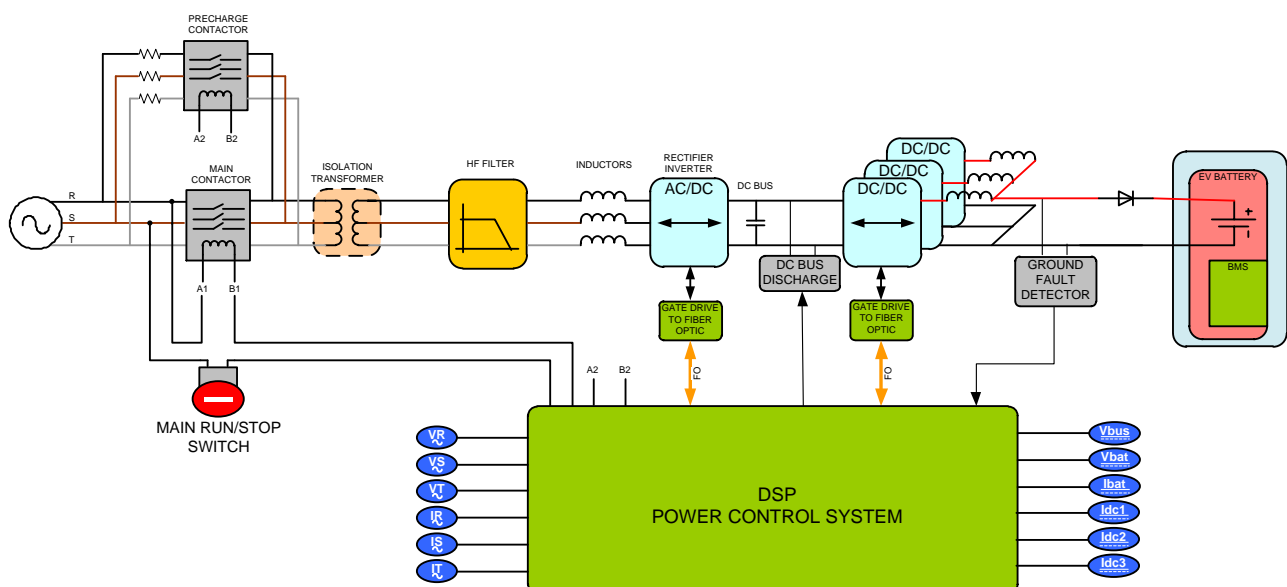 PRECHARGE
CONTACTOR
A2
B2
MAIN
CONTACTOR
R
S
T
A1
B1
ISOLATION
TRANSFORMER
HF FILTER
INDUCTORS
RECTIFIER
INVERTER
AC/DC
DC BUS
DC/DC
DC/DC
DC/DC
EV BATTERY
+
-
BMS
DC BUS
DISCHARGE
GROUND
FAULT
DETECTOR
GATE DRIVE
TO FIBER
OPTIC
GATE DRIVE
TO FIBER
OPTIC
FO
FO
A2
B2
MAIN RUN/STOP
SWITCH
VR
VS
VT
IR
IS
IT
DSP
POWER CONTROL SYSTEM
Vbus
Vbat
Ibat
Idc1
Idc2
Idc3